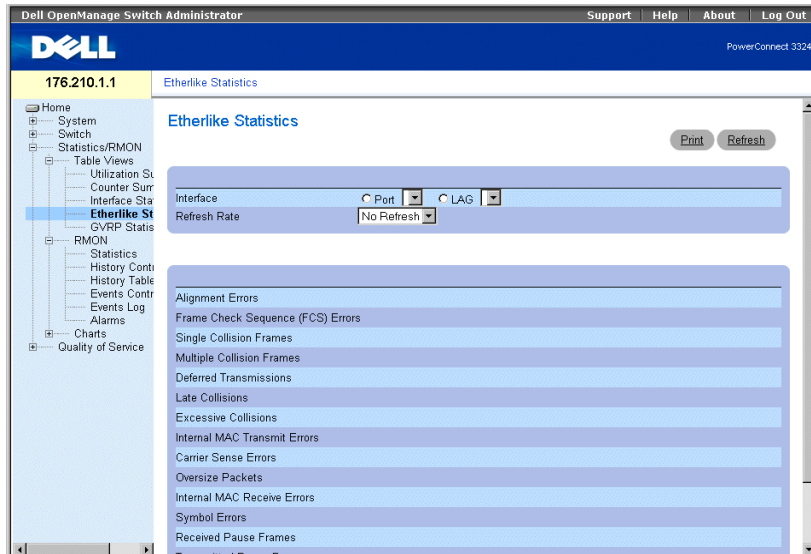 Dell OpenManage Switch Administrator
Support | Help | About | Log Out
DELL
PowerConnect 3324
176.210.1.1
Etherlike Statistics
Home
System
Switch
Statistics/RMON
Table Views
Utilization Su
Counter Sum
Interface Sta
Etherlike St
GVRP Statis
RMON
Statistics
History Contr
History Table
Events Contr
Events Log
Alarms
Charts
Quality of Service
Etherlike Statistics
Print
Refresh
Interface
Port
LAG
Refresh Rate
No Refresh
Alignment Errors
Frame Check Sequence (FCS) Errors
Single Collision Frames
Multiple Collision Frames
Deferred Transmissions
Late Collisions
Excessive Collisions
Internal MAC Transmit Errors
Carrier Sense Errors
Oversize Packets
Internal MAC Receive Errors
Symbol Errors
Received Pause Frames